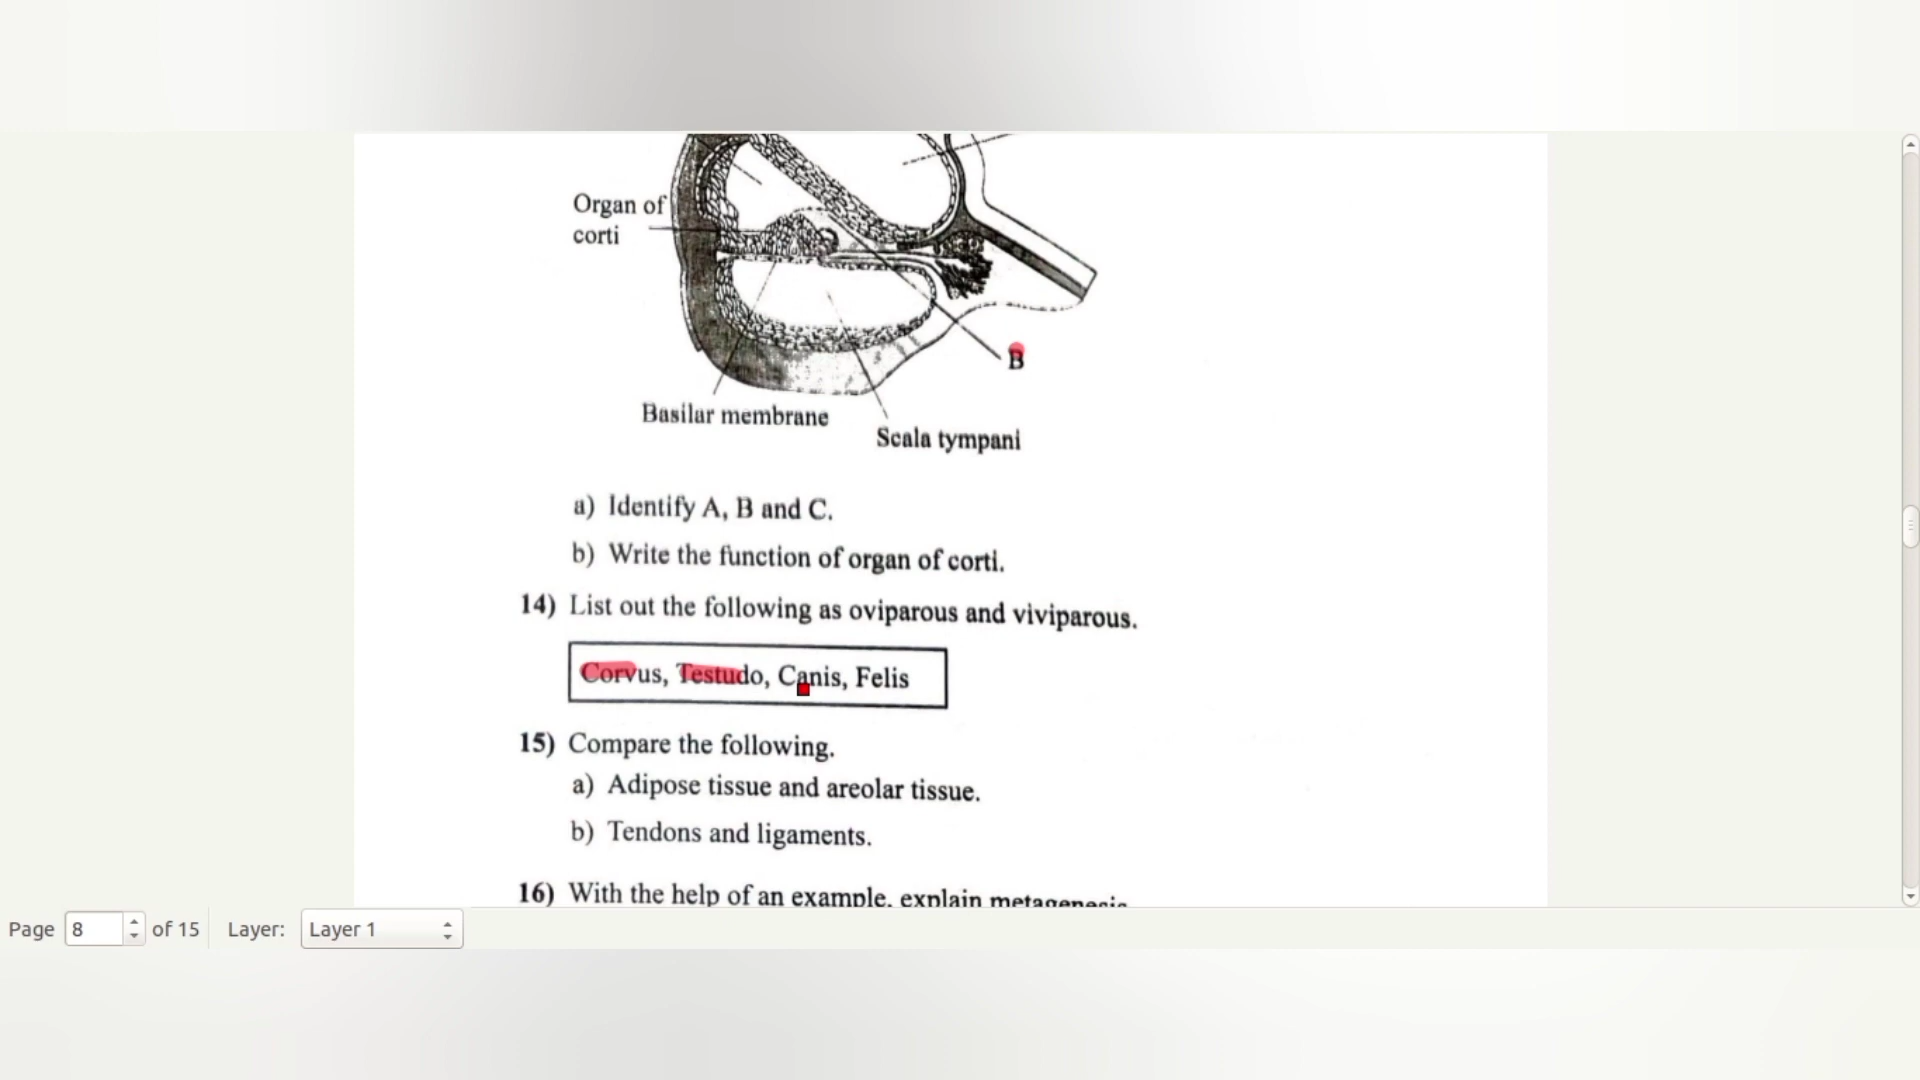 Organ of
corti
B
Basilar membrane
Scala tympani
a) Identify A, B and C.
b) Write the function of organ of corti.
14) List out the following as oviparous and viviparous.
Corvus, Testudo, Canis, Felis
15) Compare the following.
a) Adipose tissue and areolar tissue.
b) Tendons and ligaments.
16) With the help of an example, explain metagenesis
Page 8 of 15 Layer: Layer 1